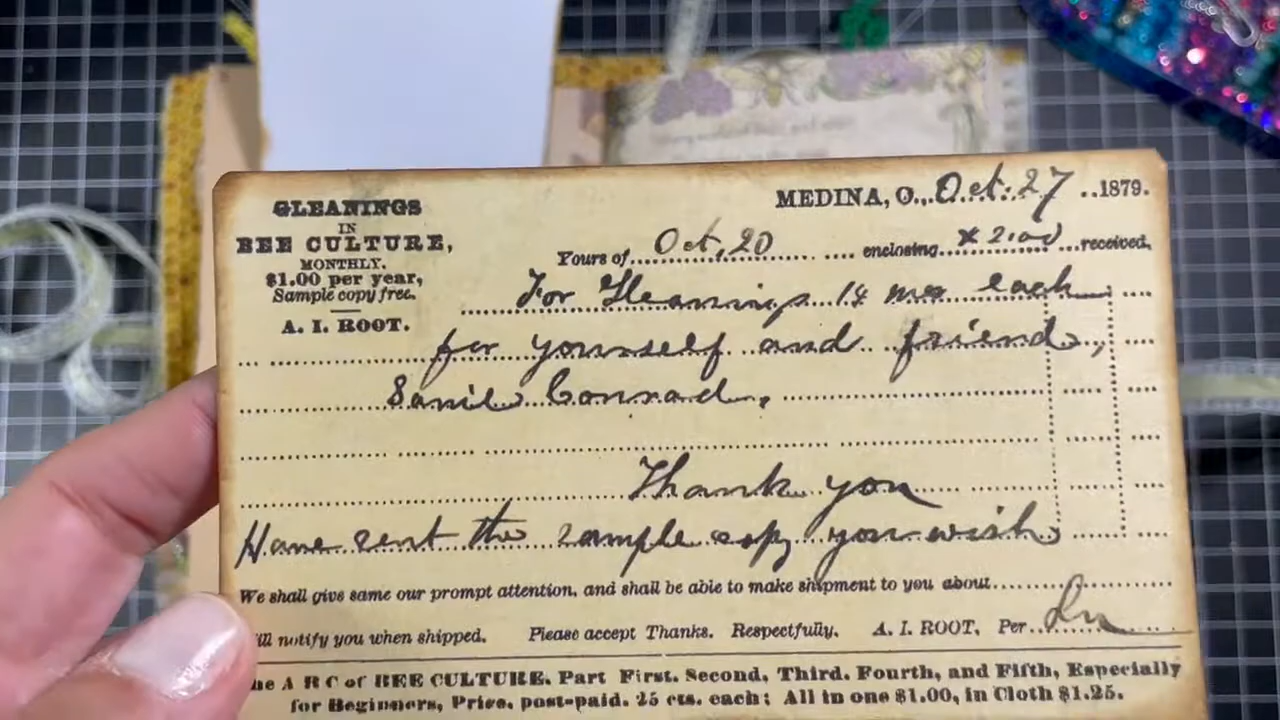 GLEANINGS
IN
BEE CULTURE,
MONTHLY.
$1.00 per year,
Sample copy free.
A. I. ROOT.
MEDINA, O., Oct. 27 1879.
Yours of Oct, 20 enclosing 2.00 received,
For Gleanings 14 mo each
for yourself and friend,
Conrad.
Thank you
Have sent the sample copy you wish
We shall give same our prompt attention, and shall be able to make shipment to you about
notify you when shipped. Please accept Thanks. Respectfully, A. I. ROOT, Per
A B C of BEE CULTURE. Part First, Second, Third, Fourth, and Fifth, Especially
for Beginners, Price, post-paid, 25 cts. each; All in one $1.00, in Cloth $1.25.